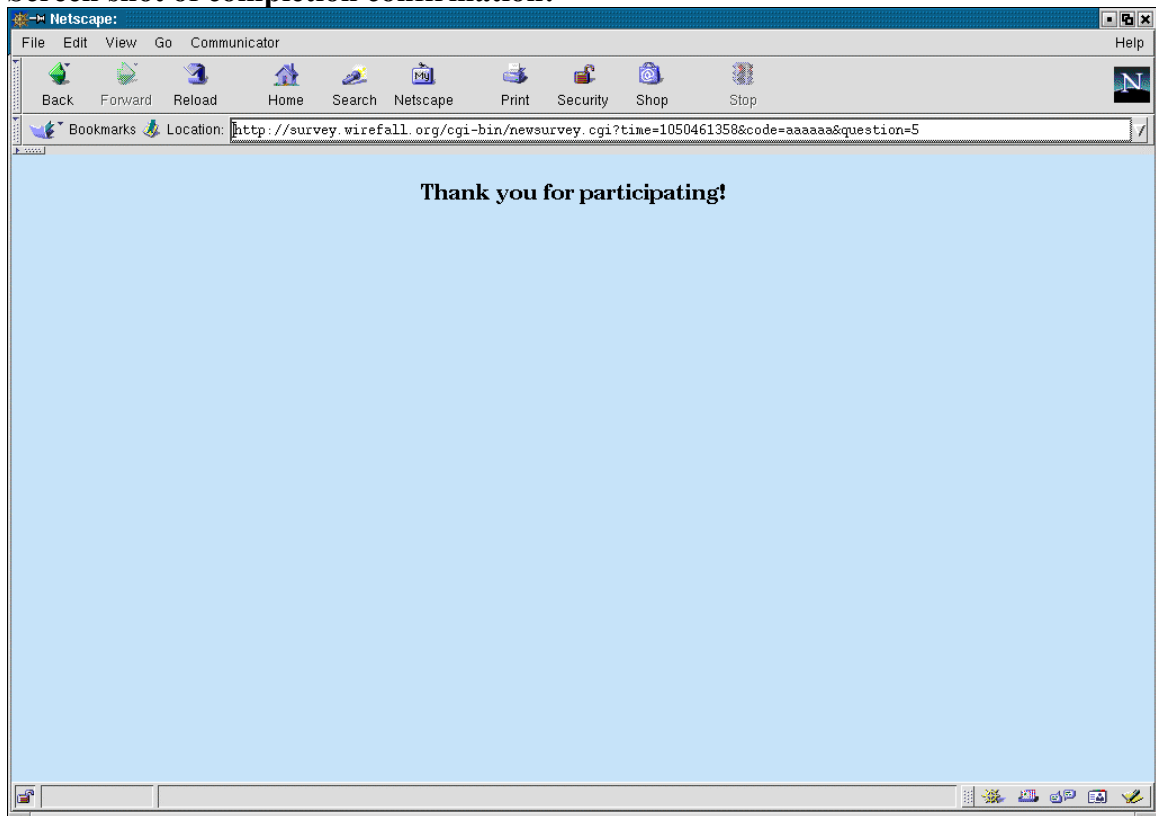 Screen shot of completion confirmation:
Netscape:
File Edit View Go Communicator Help
Back Forward Reload Home Search Netscape Print Security Shop Stop
Bookmarks Location: http://survey.wirefall.org/cgi-bin/newsurvey.cgi?time=1050461358&code=aaaaaa&question=5
Thank you for participating!